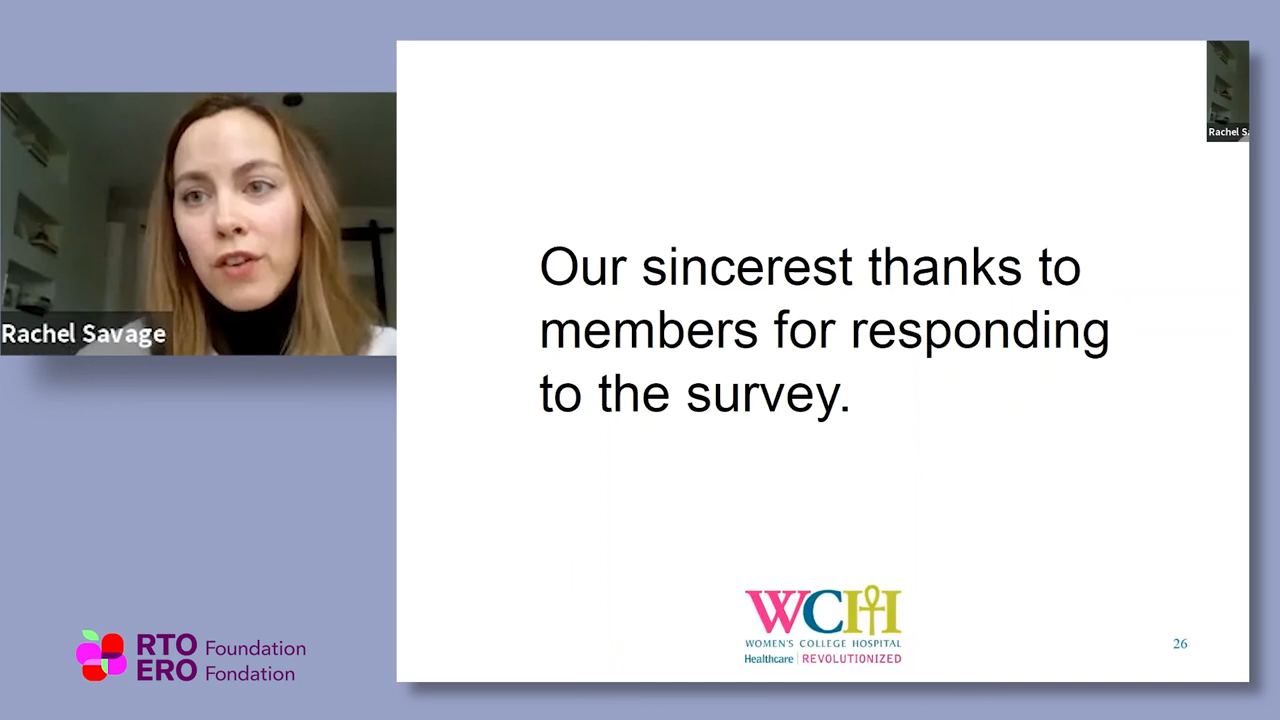 Rachel Savage
Rachel S
Our sincerest thanks to
members for responding
to the survey.
WCH
WOMEN'S COLLEGE HOSPITAL
Healthcare | REVOLUTIONIZED
26
RTO Foundation
ERO Fondation